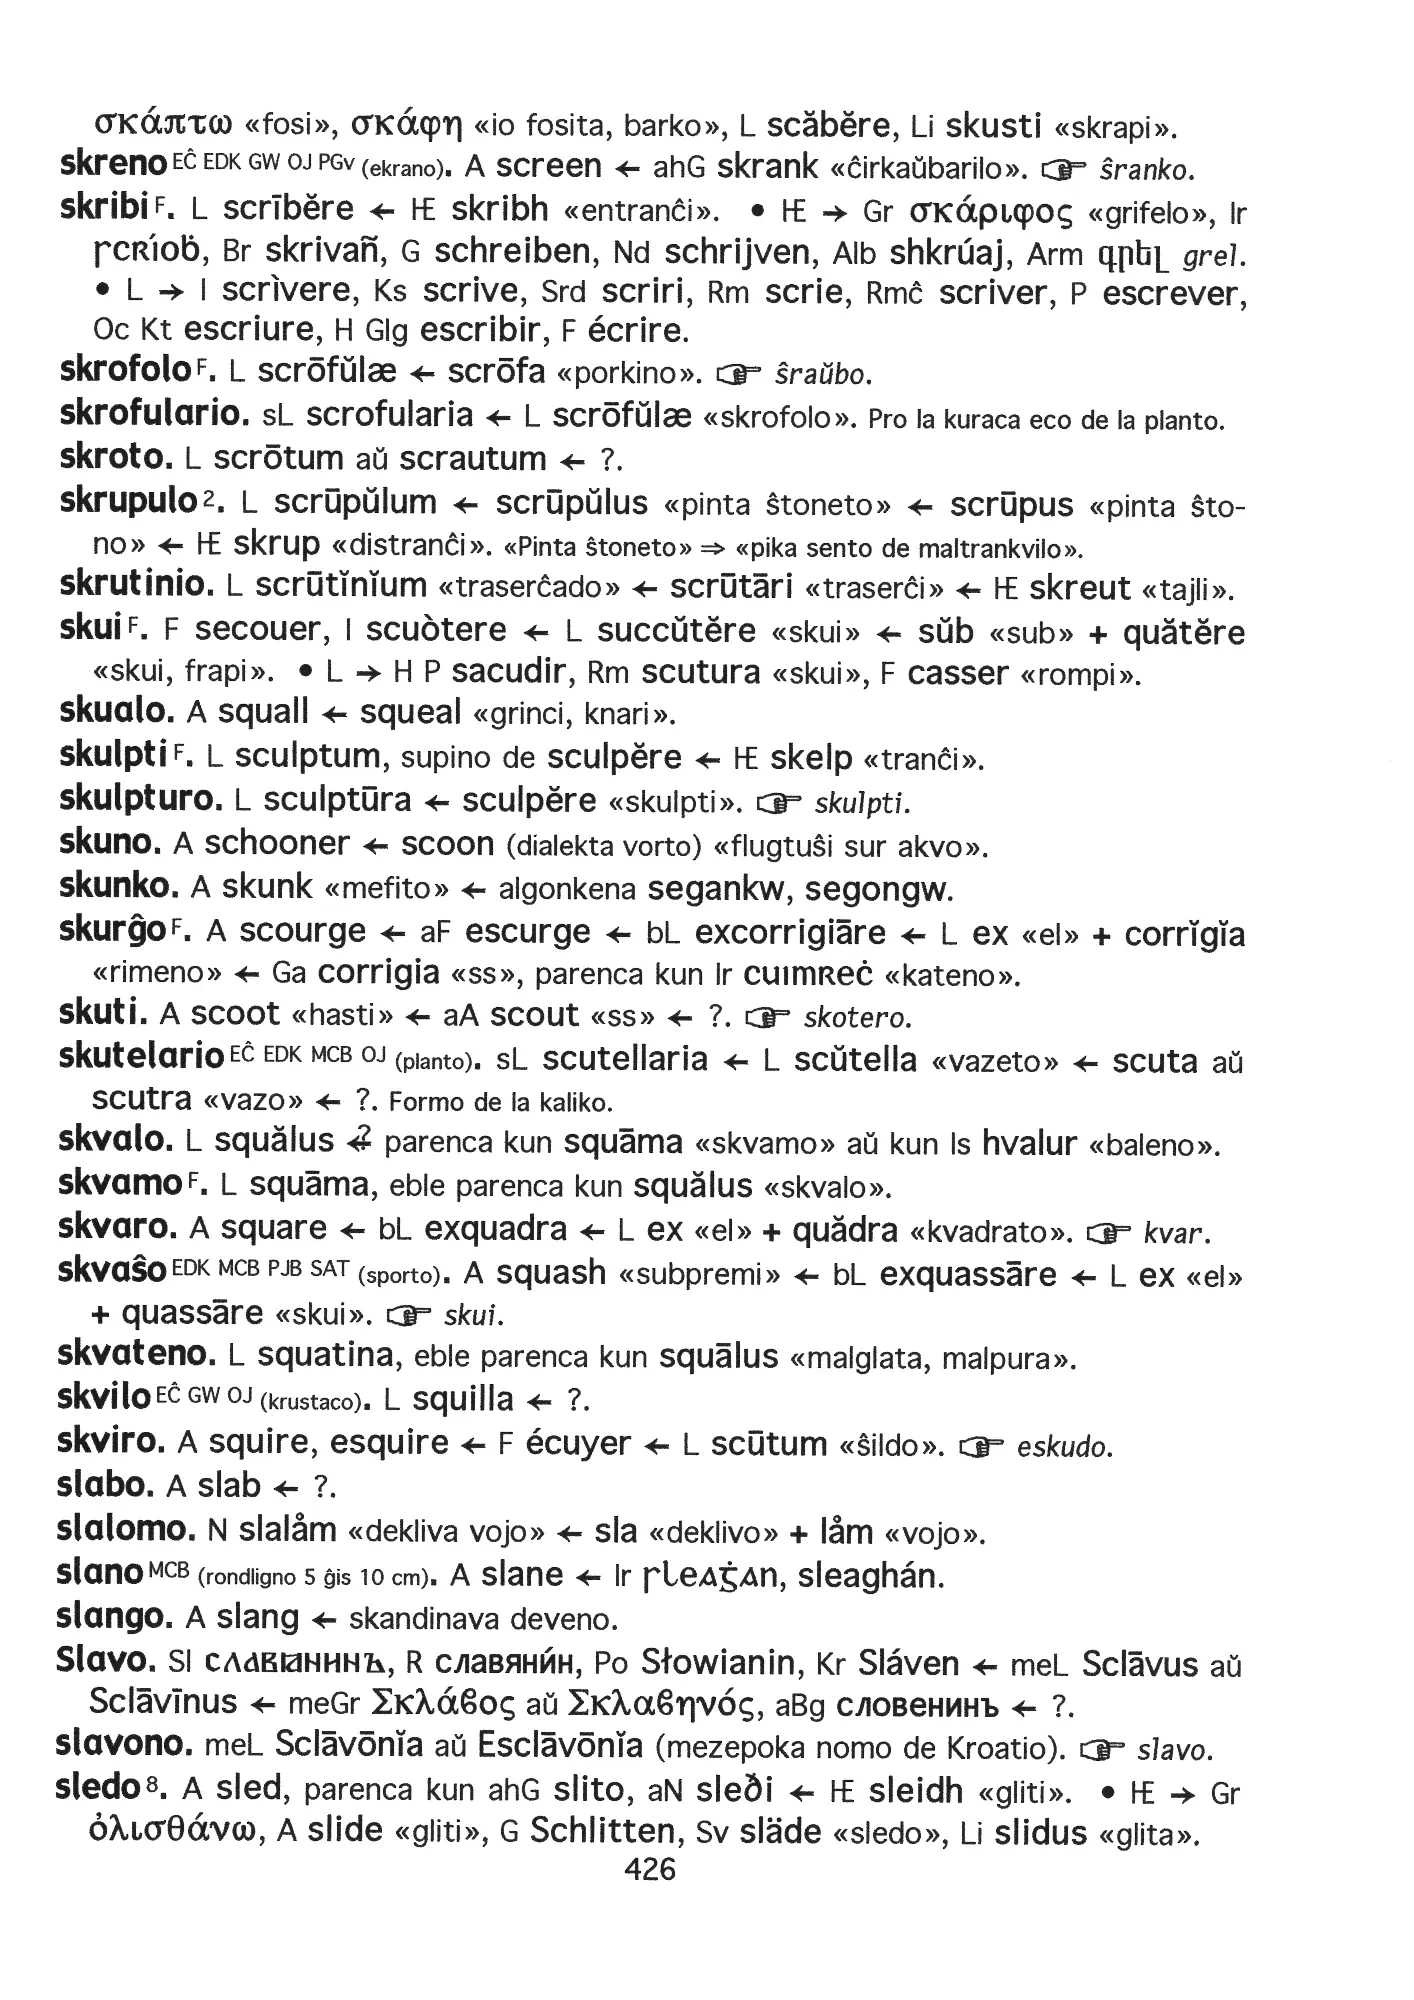 σκάπτω «fosi», σκάφη «io fosita, barko», L scăbĕre, Li skusti «skrapi».
skreno EĈ EDK GW OJ PGv (ekrano). A screen ← ahG skrank «ĉirkaŭbarilo». ☞ ŝranko.
skribi F. L scrībĕre ← IE skribh «entranĉi». • IE → Gr σκάριφος «grifelo», Ir
scríoḃ, Br skrivañ, G schreiben, Nd schrijven, Alb shkrúaj, Arm գրել grel.
• L → I scrìvere, Ks scrive, Srd scriri, Rm scrie, Rmĉ scriver, P escrever,
Oc Kt escriure, H Glg escribir, F écrire.
skrofolo F. L scrōfŭlæ ← scrōfa «porkino». ☞ ŝraŭbo.
skrofulario. sL scrofularia ← L scrōfŭlæ «skrofolo». Pro la kuraca eco de la planto.
skroto. L scrōtum aŭ scrautum ← ?.
skrupulo 2. L scrūpŭlum ← scrūpŭlus «pinta ŝtoneto» ← scrūpus «pinta ŝto-
no» ← IE skrup «distranĉi». «Pinta ŝtoneto» ⇒ «pika sento de maltrankvilo».
skrutinio. L scrūtĭnĭum «traserĉado» ← scrūtāri «traserĉi» ← IE skreut «tajli».
skui F. F secouer, I scuòtere ← L succŭtĕre «skui» ← sŭb «sub» + quătĕre
«skui, frapi». • L → H P sacudir, Rm scutura «skui», F casser «rompi».
skualo. A squall ← squeal «grinci, knari».
skulpti F. L sculptum, supino de sculpĕre ← IE skelp «tranĉi».
skulpturo. L sculptūra ← sculpĕre «skulpti». ☞ skulpti.
skuno. A schooner ← scoon (dialekta vorto) «flugtuŝi sur akvo».
skunko. A skunk «mefito» ← algonkena segankw, segongw.
skurĝo F. A scourge ← aF escurge ← bL excorrigiāre ← L ex «el» + corrĭgĭa
«rimeno» ← Ga corrigia «ss», parenca kun Ir cuimreċ «kateno».
skuti. A scoot «hasti» ← aA scout «ss» ← ?. ☞ skotero.
skutelario EĈ EDK MCB OJ (planto). sL scutellaria ← L scŭtella «vazeto» ← scuta aŭ
scutra «vazo» ← ?. Formo de la kaliko.
skvalo. L squălus ←? parenca kun squāma «skvamo» aŭ kun Is hvalur «baleno».
skvamo F. L squāma, eble parenca kun squălus «skvalo».
skvaro. A square ← bL exquadra ← L ex «el» + quădra «kvadrato». ☞ kvar.
skvaŝo EDK MCB PJB SAT (sporto). A squash «subpremi» ← bL exquassāre ← L ex «el»
+ quassāre «skui». ☞ skui.
skvateno. L squatina, eble parenca kun squālus «malglata, malpura».
skvilo EĈ GW OJ (krustaco). L squilla ← ?.
skviro. A squire, esquire ← F écuyer ← L scūtum «ŝildo». ☞ eskudo.
slabo. A slab ← ?.
slalomo. N slalåm «dekliva vojo» ← sla «deklivo» + låm «vojo».
slano MCB (rondligno 5 ĝis 10 cm). A slane ← Ir sleaġan, sleaghán.
slango. A slang ← skandinava deveno.
Slavo. Sl славꙗнинъ, R славяни́н, Po Słowianin, Kr Sláven ← meL Sclāvus aŭ
Sclāvīnus ← meGr Σκλάϐος aŭ Σκλαϐηνός, aBg словенинъ ← ?.
slavono. meL Sclāvōnĭa aŭ Esclāvōnĭa (mezepoka nomo de Kroatio). ☞ slavo.
sledo 8. A sled, parenca kun ahG slito, aN sleði ← IE sleidh «gliti». • IE → Gr
ὀλισθάνω, A slide «gliti», G Schlitten, Sv släde «sledo», Li slidus «glita».
426